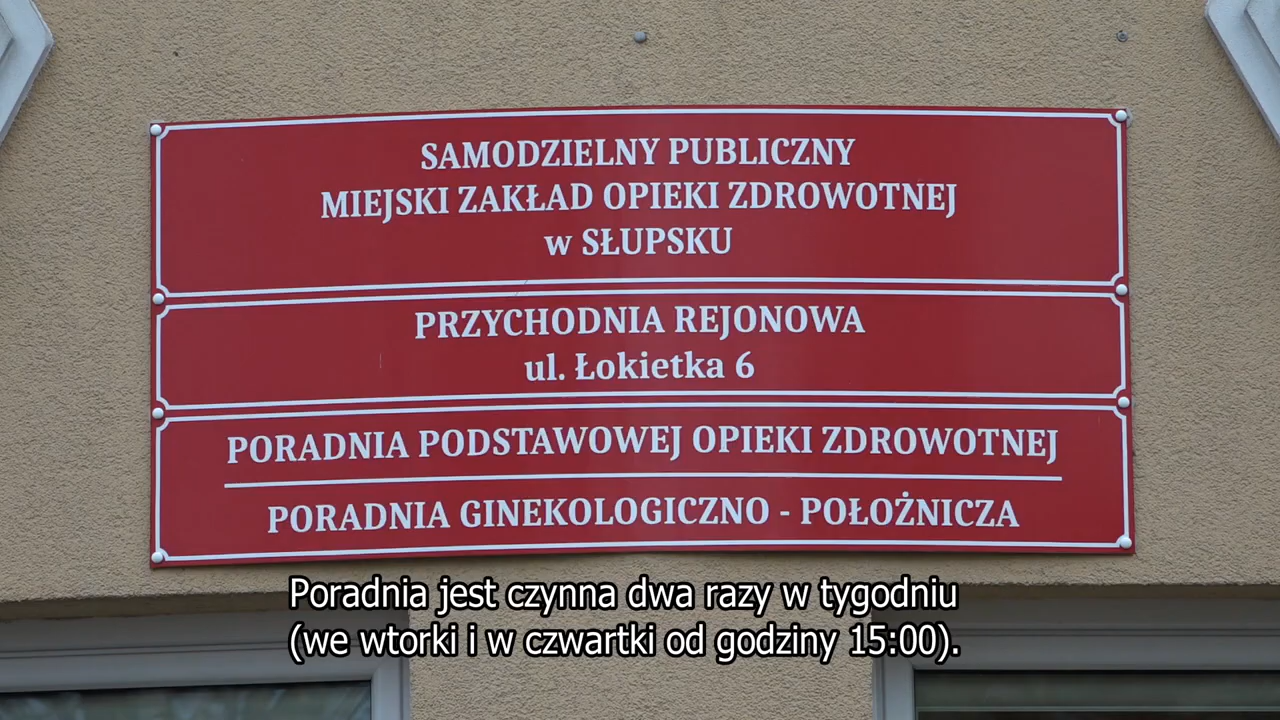 SAMODZIELNY PUBLICZNY
MIEJSKI ZAKŁAD OPIEKI ZDROWOTNEJ
w SŁUPSKU
PRZYCHODNIA REJONOWA
ul. Łokietka 6
PORADNIA PODSTAWOWEJ OPIEKI ZDROWOTNEJ
PORADNIA GINEKOLOGICZNO - POŁOŻNICZA
Poradnia jest czynna dwa razy w tygodniu
(we wtorki i w czwartki od godziny 15:00).